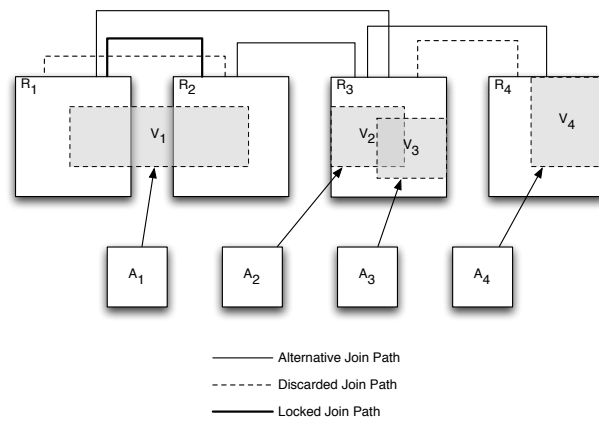 R1
R2
R3
R4
V1
V2
V3
V4
A1
A2
A3
A4
Alternative Join Path
Discarded Join Path
Locked Join Path